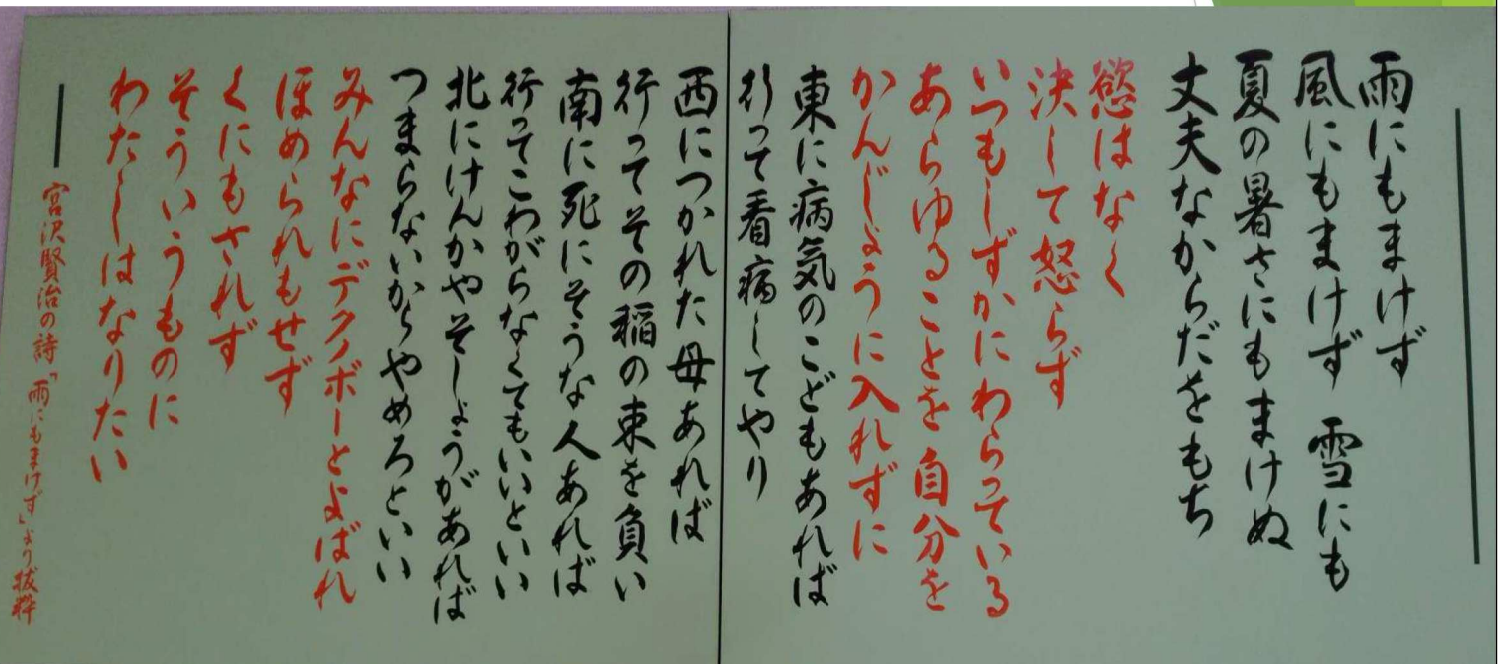 雨にもまけず
風にもまけず 雪にも
夏の暑さにもまけぬ
丈夫なからだをもち
慾はなく
決して怒らず
いつもしずかにわらっている
あらゆることを自分を
かんじょうに入れずに
東に病気のこどもあれば
行って看病してやり
西につかれた母あれば
行ってその稲の束を負い
南に死にそうな人あれば
行ってこわがらなくてもいいといい
北にけんかやそしょうがあれば
つまらないからやめろといい
みんなにデクノボーとよばれ
ほめられもせず
くにもされず
そういうものに
わたしはなりたい
宮沢賢治の詩「雨にもまけず」より抜粋